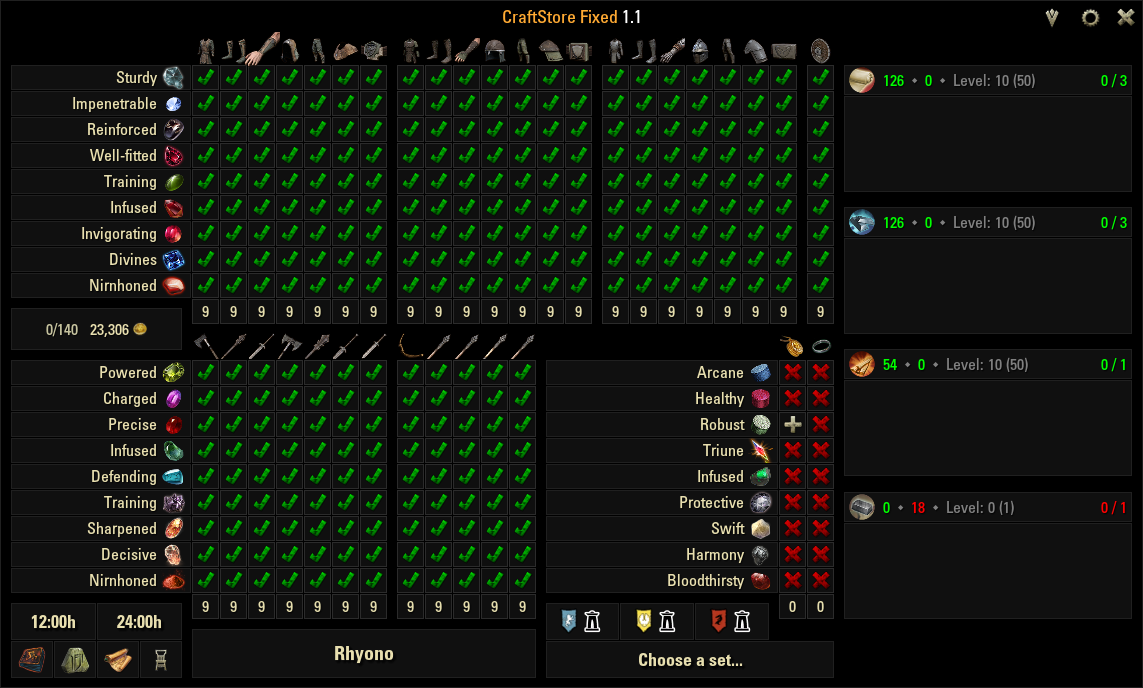 CraftStore Fixed 1.1
Sturdy
Impenetrable
Reinforced
Well-fitted
Training
Infused
Invigorating
Divines
Nirnhoned
9 9 9 9 9 9 9 9 9 9 9 9 9 9 9 9 9 9 9 9 9 9
126 • 0 • Level: 10 (50) 0 / 3
126 • 0 • Level: 10 (50) 0 / 3
54 • 0 • Level: 10 (50) 0 / 1
0 • 18 • Level: 0 (1) 0 / 1
0/140 23,306
Powered
Charged
Precise
Infused
Defending
Training
Sharpened
Decisive
Nirnhoned
9 9 9 9 9 9 9 9 9 9 9 9
Arcane
Healthy
Robust
Triune
Infused
Protective
Swift
Harmony
Bloodthirsty
0 0
12:00h 24:00h
Rhyono
Choose a set...